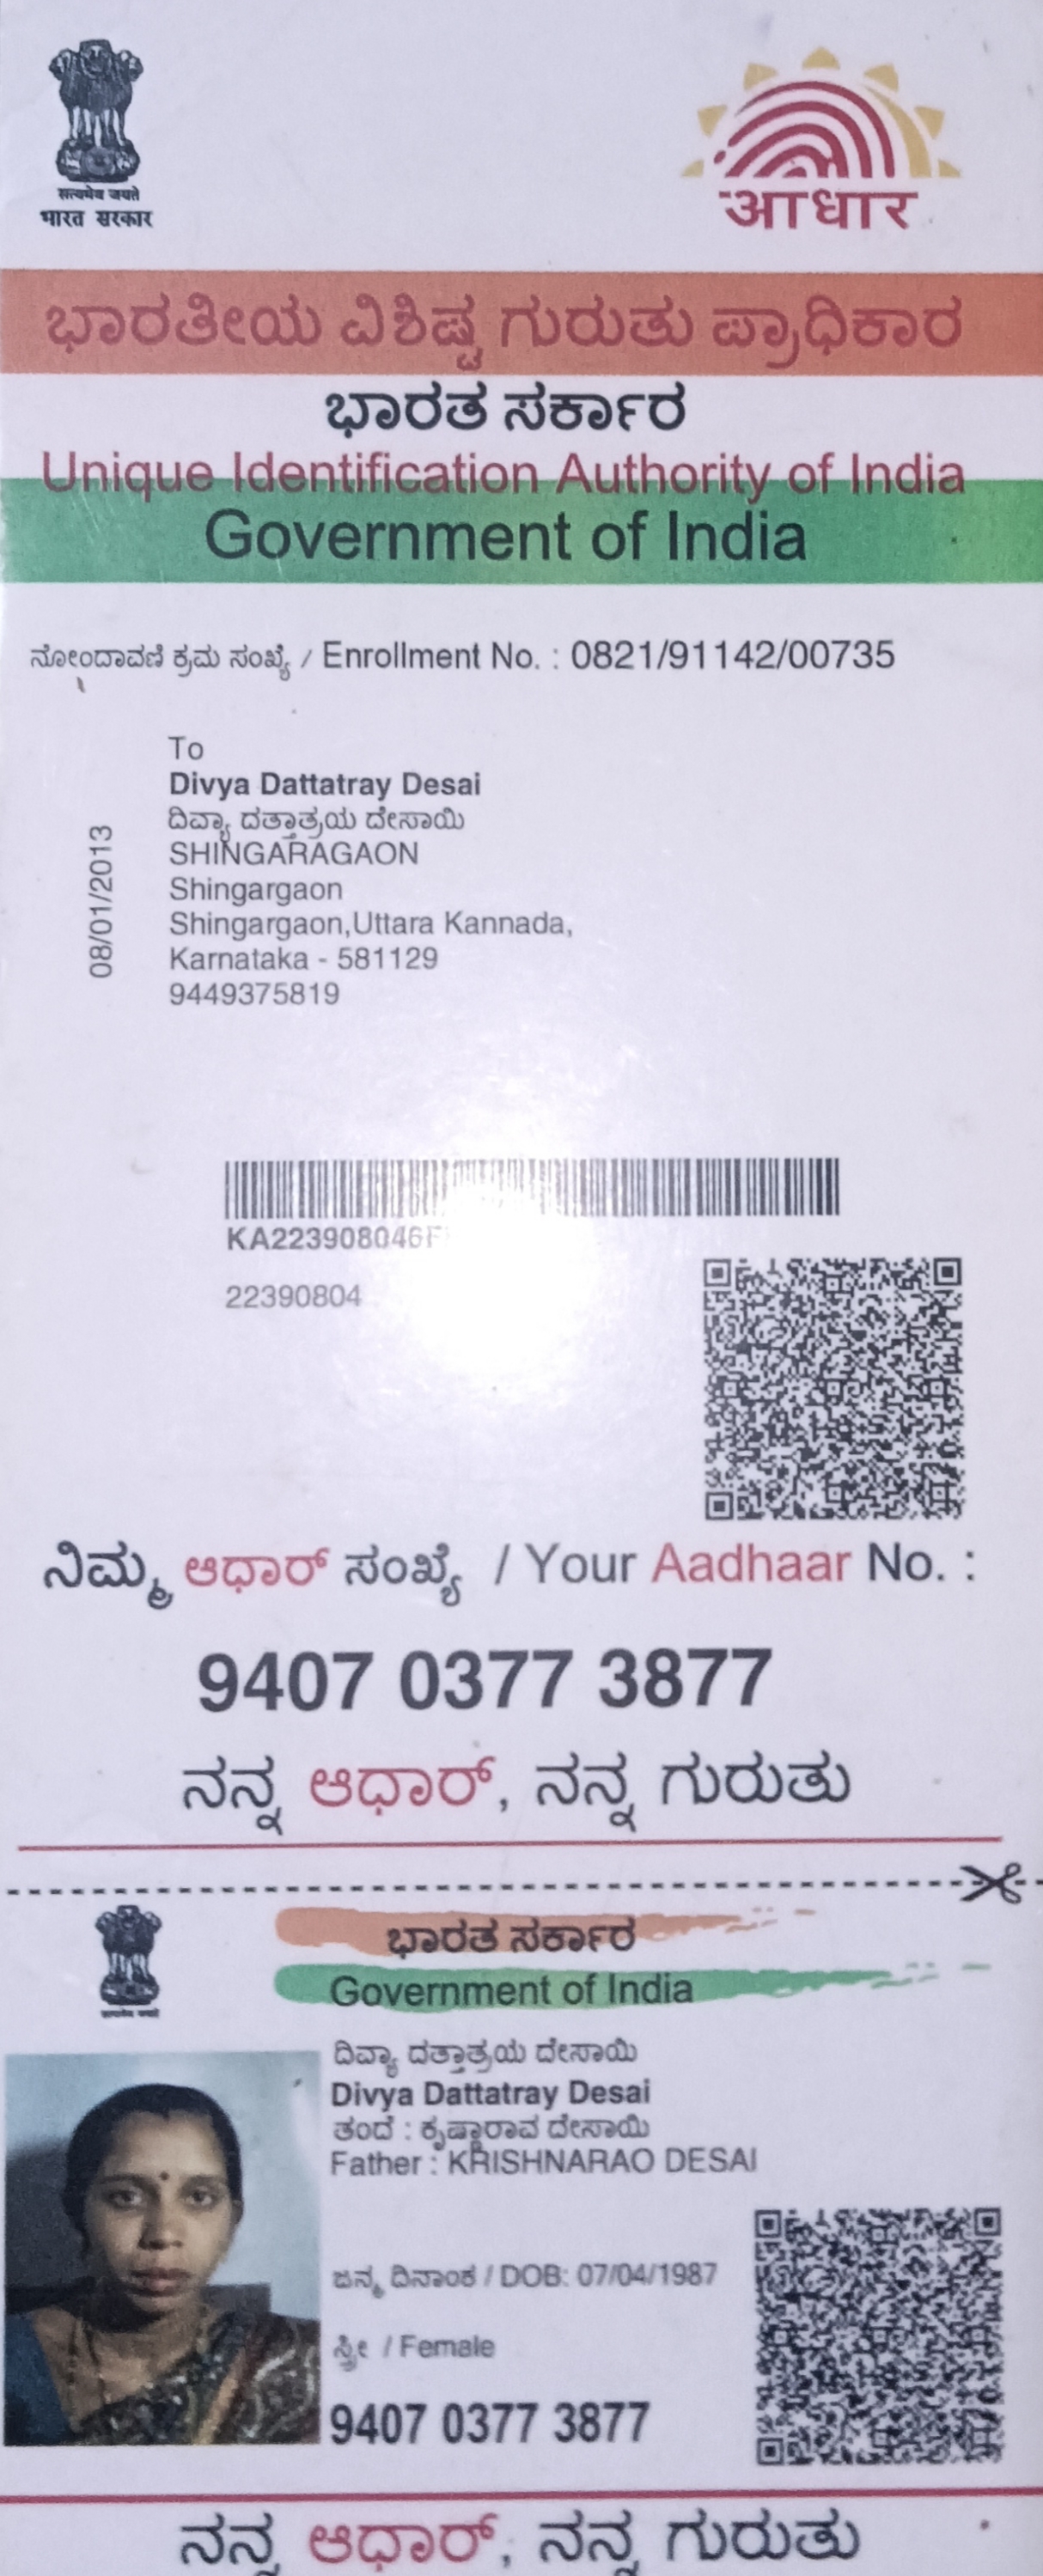 सत्यमेव जयते
भारत सरकार
आधार
ಭಾರತೀಯ ವಿಶಿಷ್ಟ ಗುರುತು ಪ್ರಾಧಿಕಾರ
ಭಾರತ ಸರ್ಕಾರ
Unique Identification Authority of India
Government of India
ನೋಂದಾವಣಿ ಕ್ರಮ ಸಂಖ್ಯೆ / Enrollment No. : 0821/91142/00735
08/01/2013
To
Divya Dattatray Desai
ದಿವ್ಯಾ ದತ್ತಾತ್ರಯ ದೇಸಾಯಿ
SHINGARAGAON
Shingargaon
Shingargaon,Uttara Kannada,
Karnataka - 581129
9449375819
KA223908046F
22390804
ನಿಮ್ಮ ಆಧಾರ್ ಸಂಖ್ಯೆ / Your Aadhaar No. :
9407 0377 3877
ನನ್ನ ಆಧಾರ್, ನನ್ನ ಗುರುತು
ಭಾರತ ಸರ್ಕಾರ
Government of India
ದಿವ್ಯಾ ದತ್ತಾತ್ರಯ ದೇಸಾಯಿ
Divya Dattatray Desai
ತಂದೆ : ಕೃಷ್ಣಾರಾವ ದೇಸಾಯಿ
Father : KRISHNARAO DESAI
ಜನ್ಮ ದಿನಾಂಕ / DOB: 07/04/1987
ಸ್ತ್ರೀ / Female
9407 0377 3877
ನನ್ನ ಆಧಾರ್, ನನ್ನ ಗುರುತು